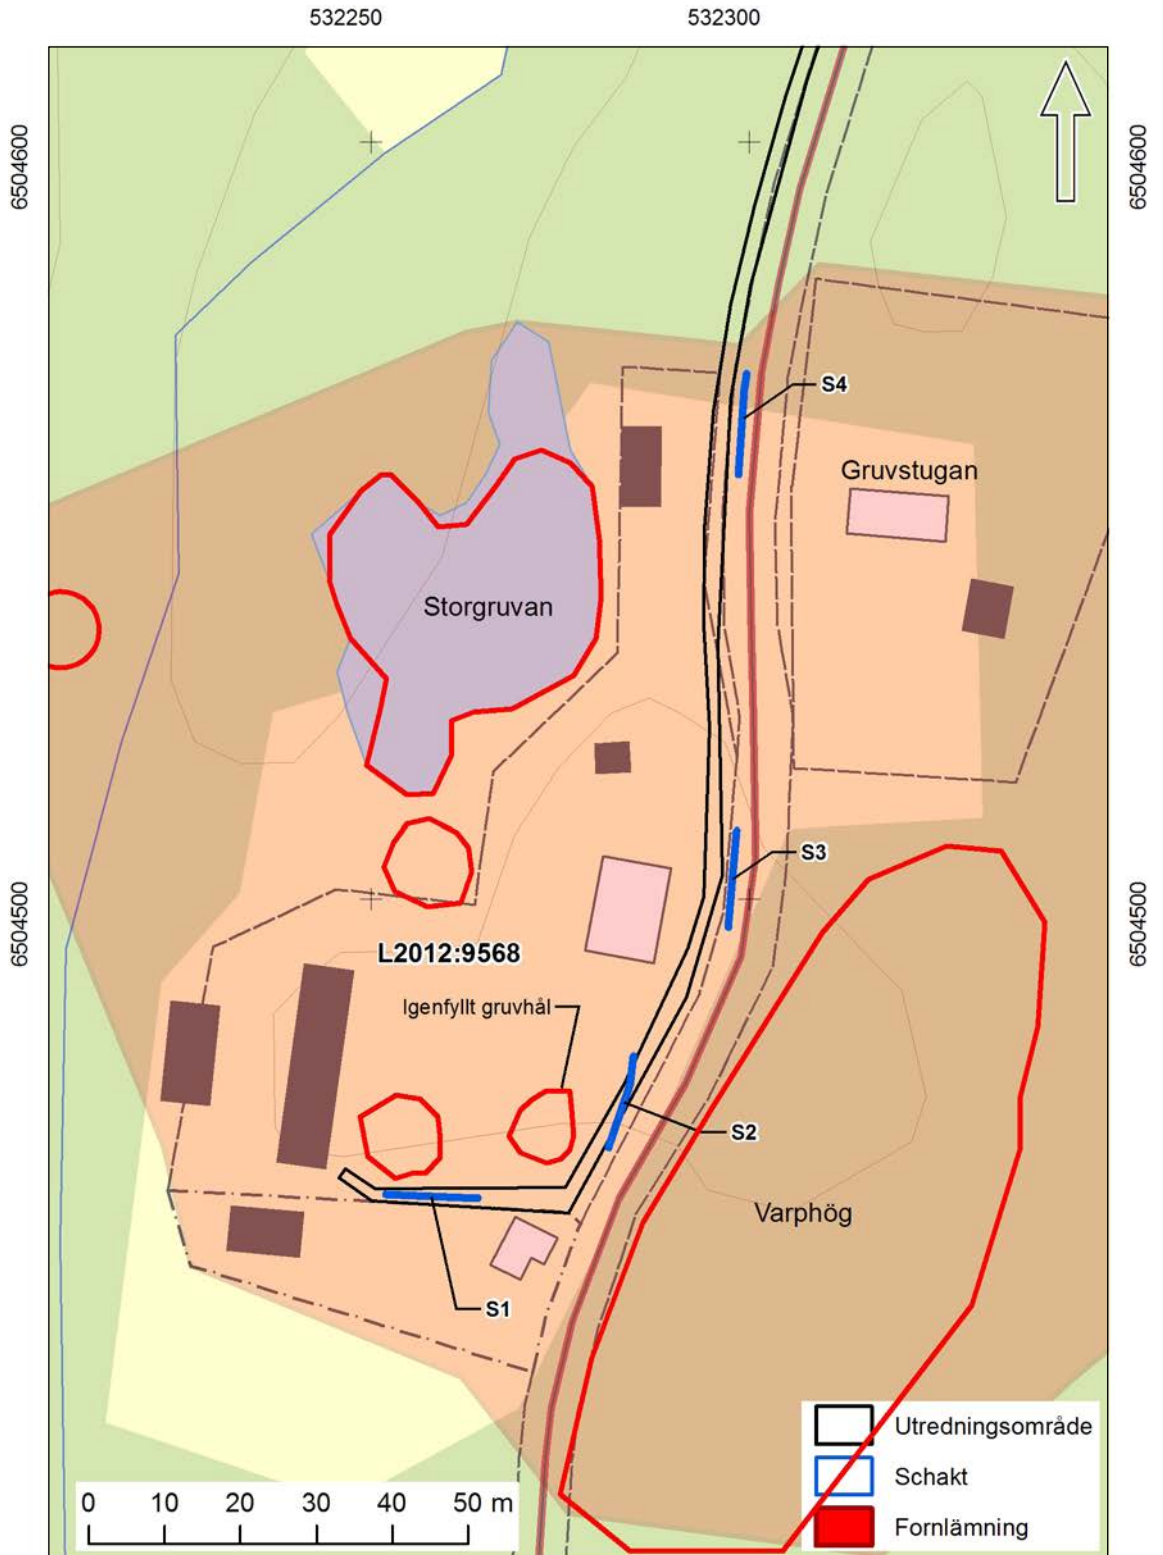 532250 532300
6504600 6504600
S4
Gruvstugan
Storgruvan
S3
6504500 6504500
L2012:9568
Igenfyllt gruvhål
S2
Varphög
S1
Utredningsområde
Schakt
Fornlämning
0 10 20 30 40 50 m